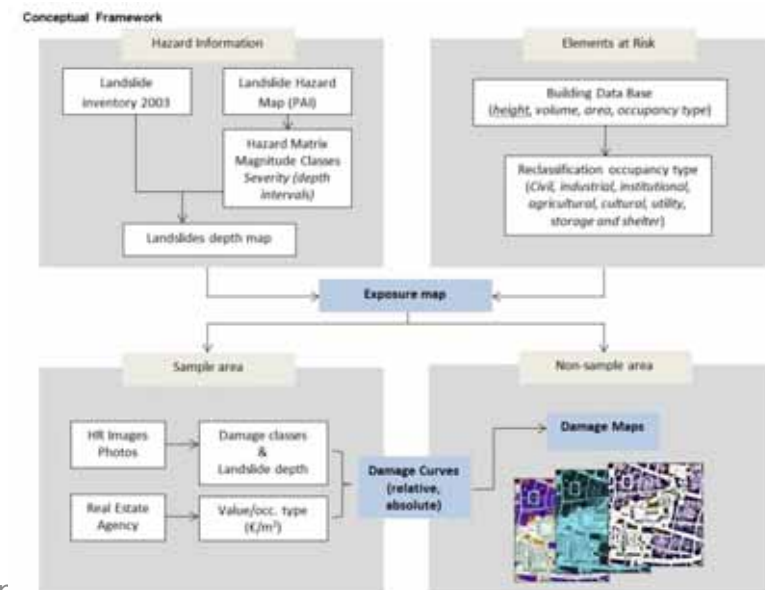 Conceptual Framework
Hazard Information
Landslide
inventory 2003
Landslide Hazard
Map (PAI)
Hazard Matrix
Magnitude Classes
Severity (depth
intervals)
Landslides depth map
Elements at Risk
Building Data Base
(height, volume, area, occupancy type)
Reclassification occupancy type
(Civil, industrial, institutional,
agricultural, cultural, utility,
storage and shelter)
Exposure map
Sample area
HR Images
Photos
Damage classes
&
Landslide depth
Real Estate
Agency
Value/occ. type
(€/m²)
Damage Curves
(relative,
absolute)
Non-sample area
Damage Maps